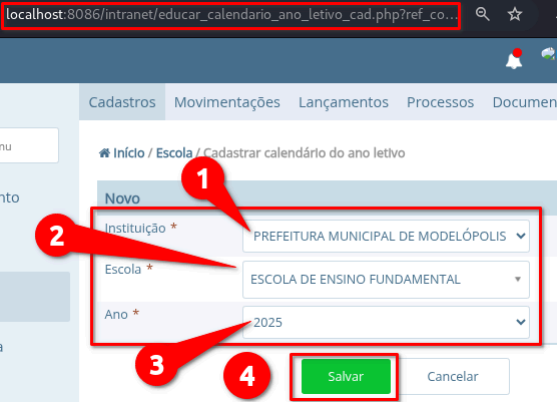 localhost:8086/intranet/educar_calendario_ano_letivo_cad.php?ref_co...
Cadastros Movimentações Lançamentos Processos Documen
nu
Início / Escola / Cadastrar calendário do ano letivo
nto
1
Novo
2
Instituição *
PREFEITURA MUNICIPAL DE MODELÓPOLIS
Escola *
ESCOLA DE ENSINO FUNDAMENTAL
Ano *
2025
a
3
4
Salvar
Cancelar